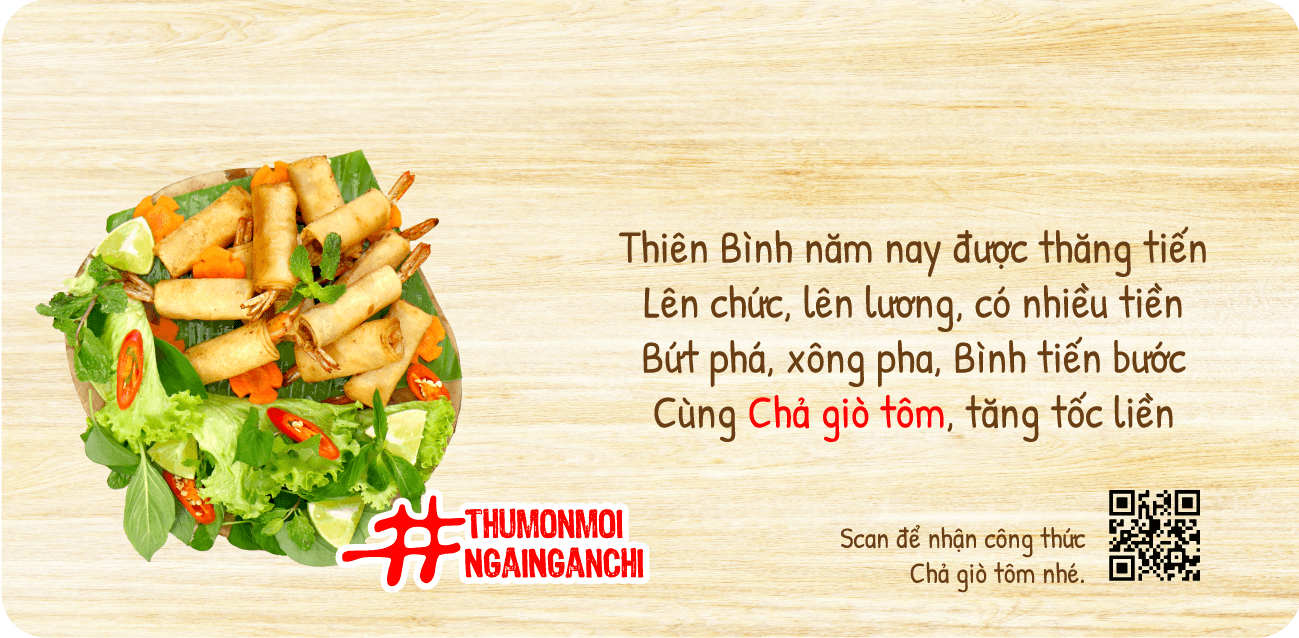 Thiên Bình năm nay được thăng tiến
Lên chức, lên lương, có nhiều tiền
Bứt phá, xông pha, Bình tiến bước
Cùng Chả giò tôm, tăng tốc liền
#THUMONMOI
NGAINGANCHI
Scan để nhận công thức
Chả giò tôm nhé.